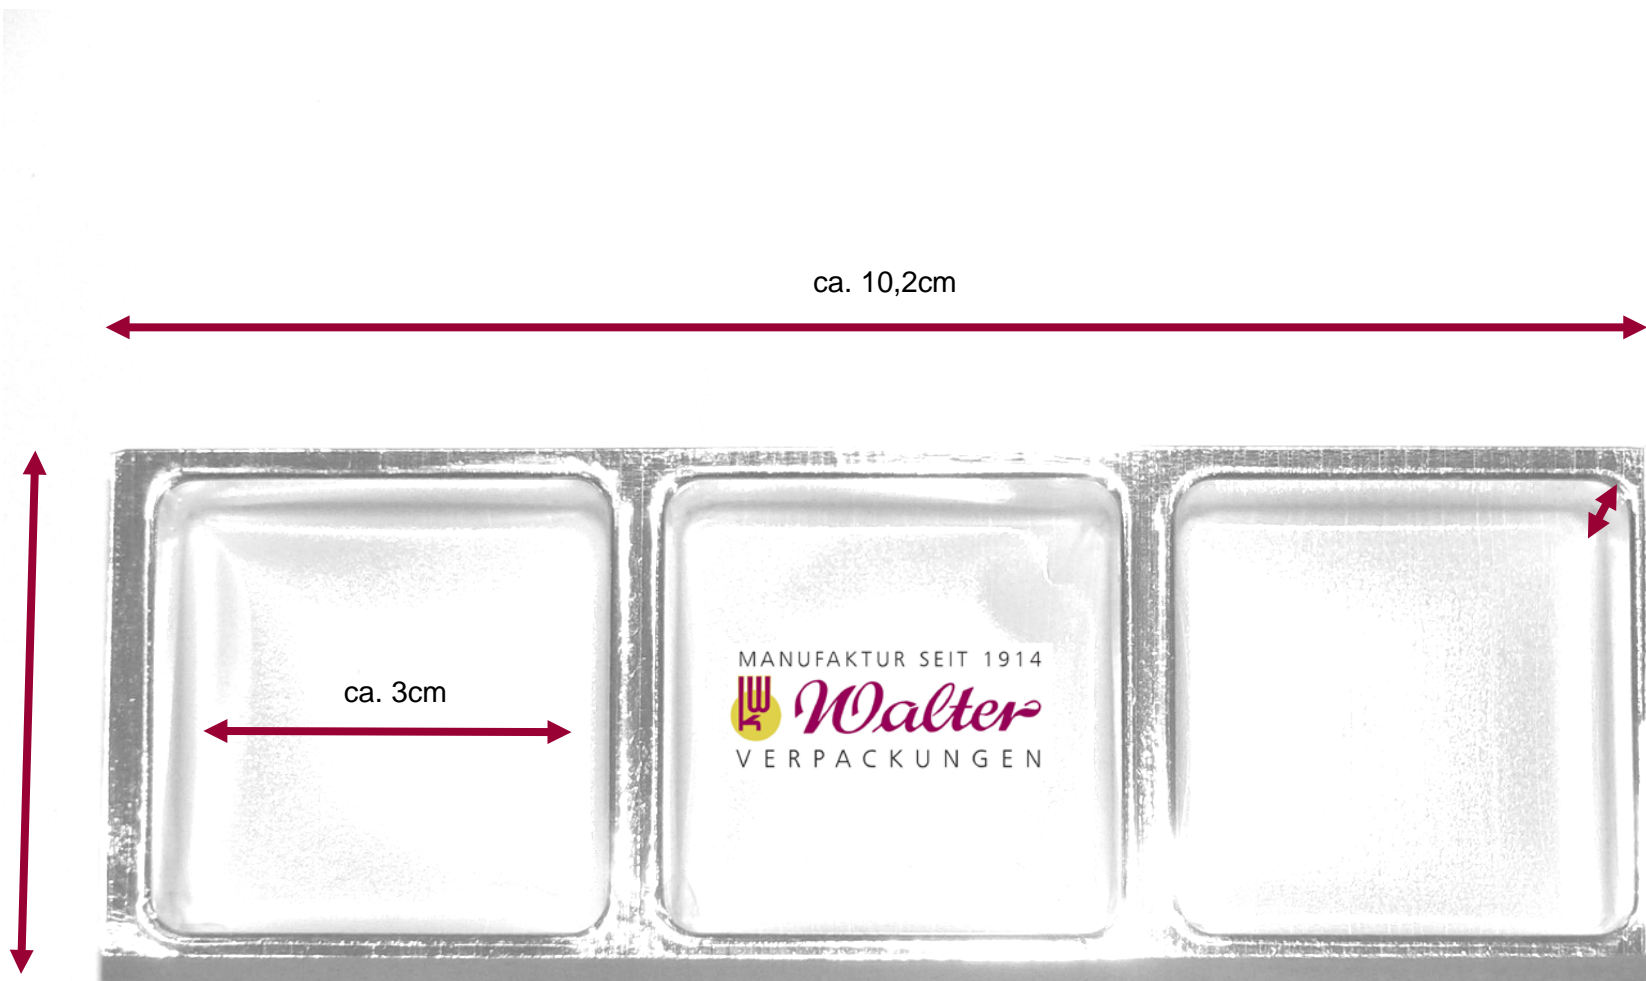 ca. 10,2cm
ca. 3cm
MANUFAKTUR SEIT 1914
Walter
VERPACKUNGEN